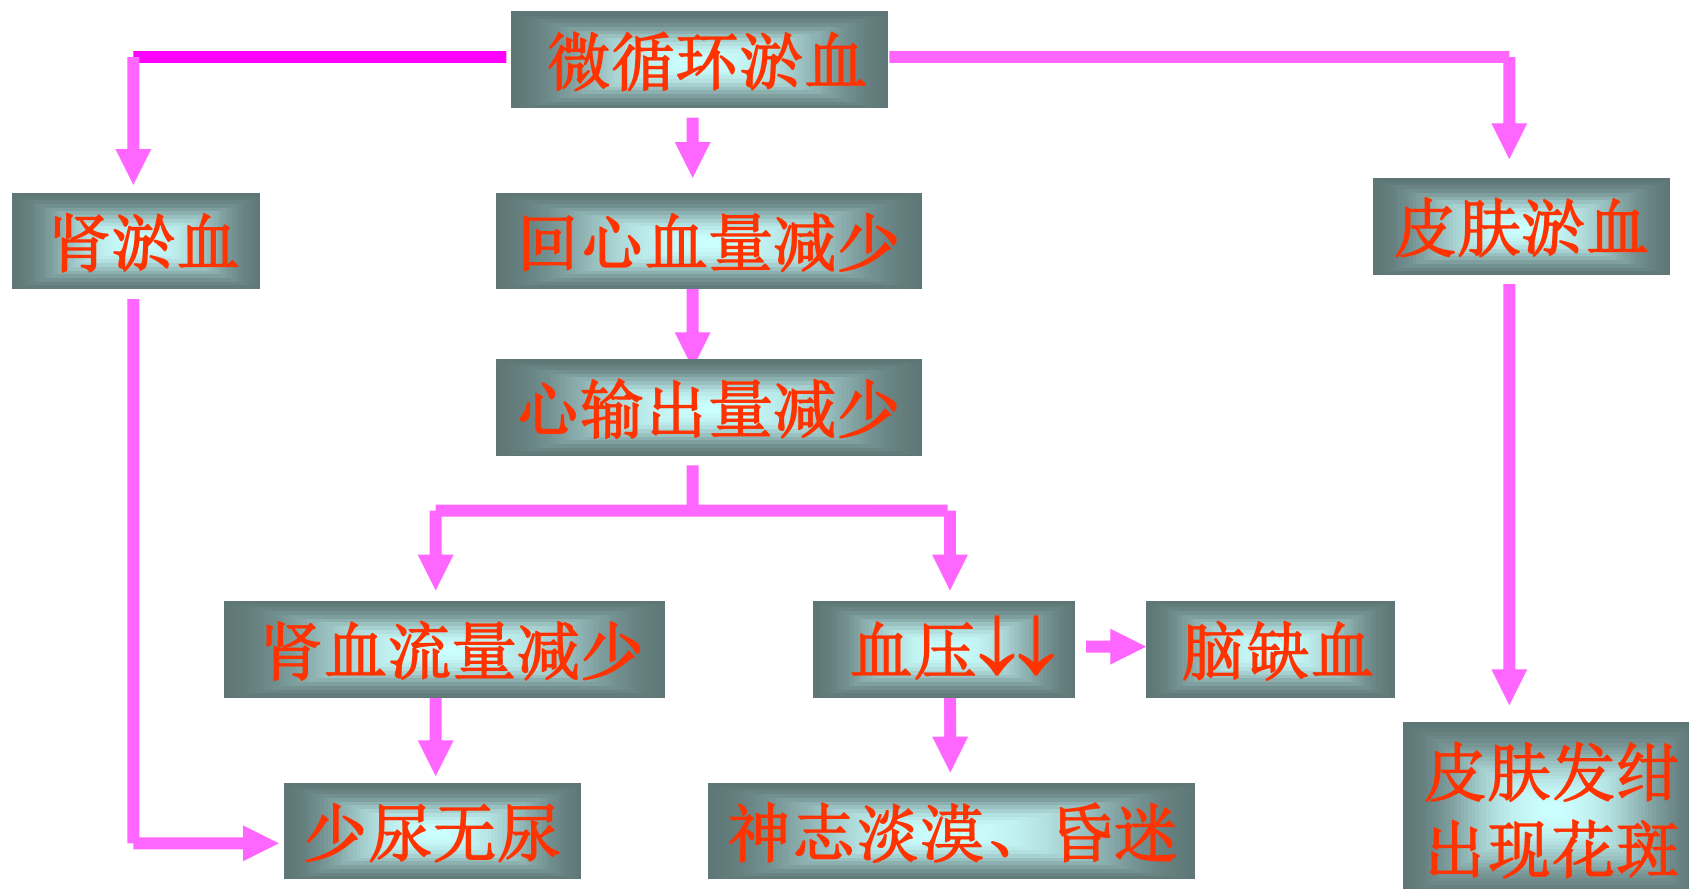 微循环淤血
肾淤血
回心血量减少
皮肤淤血
心输出量减少
肾血流量减少
血压↓↓
脑缺血
少尿无尿
神志淡漠、昏迷
皮肤发绀
出现花斑